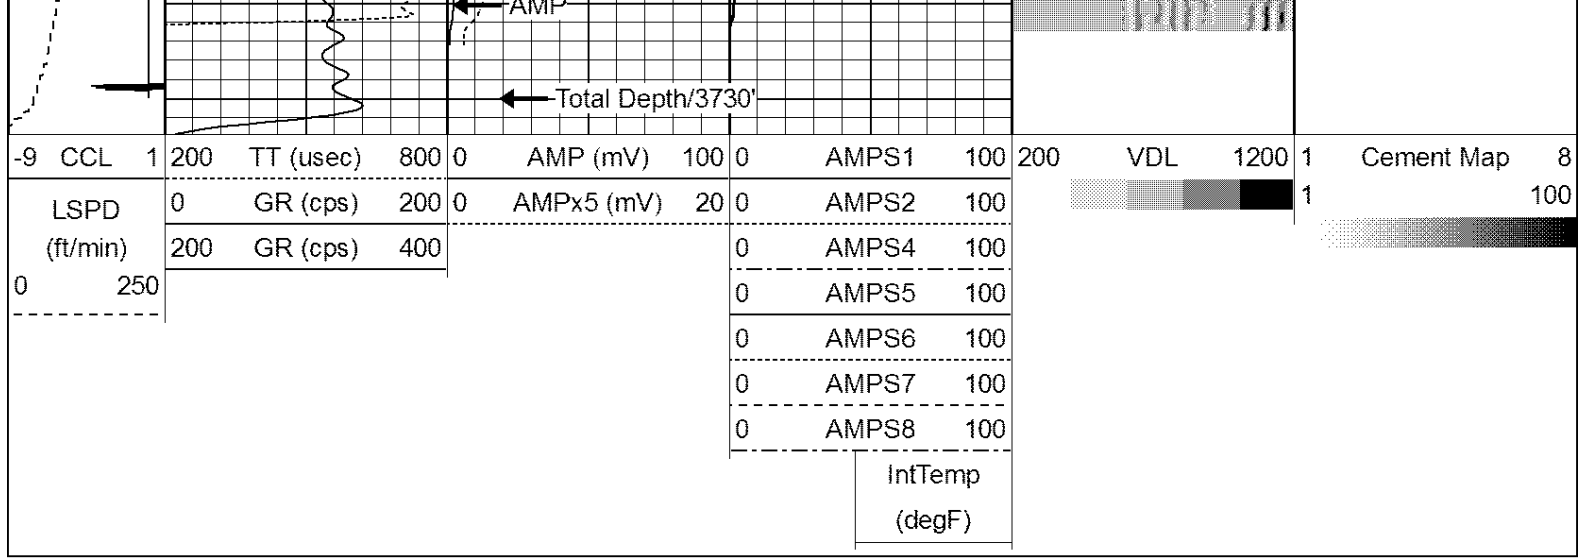 AMP
Total Depth/3730'
-9 CCL 1 200 TT (usec) 800 0 AMP (mV) 100 0 AMPS1 100 200 VDL 1200 1 Cement Map 8
LSPD 0 GR (cps) 200 0 AMPx5 (mV) 20 0 AMPS2 100 1 100
(ft/min) 200 GR (cps) 400 0 AMPS4 100
0 250 0 AMPS5 100
0 AMPS6 100
0 AMPS7 100
0 AMPS8 100
IntTemp
(degF)